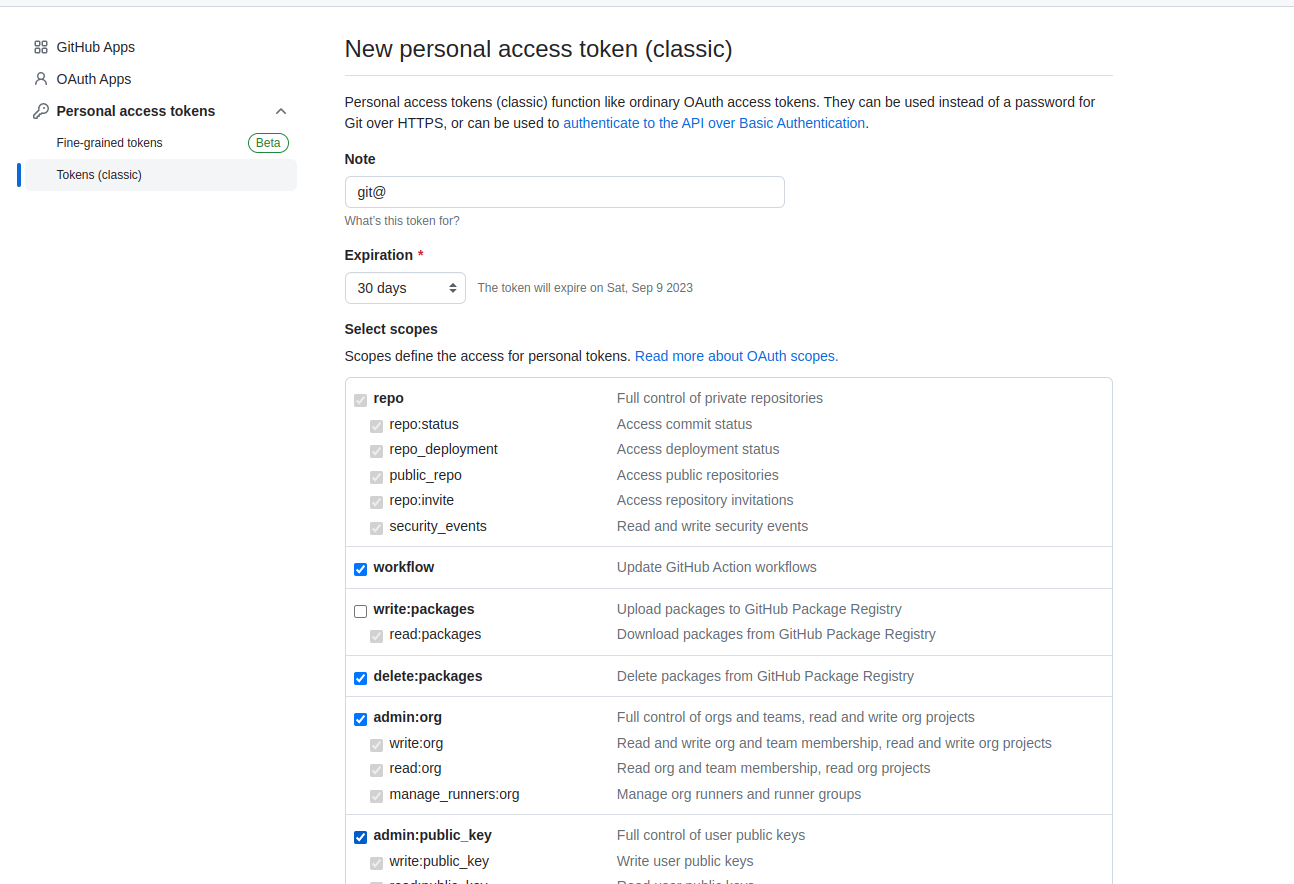 GitHub Apps
OAuth Apps
Personal access tokens
Fine-grained tokens Beta
Tokens (classic)
New personal access token (classic)
Personal access tokens (classic) function like ordinary OAuth access tokens. They can be used instead of a password for
Git over HTTPS, or can be used to authenticate to the API over Basic Authentication.
Note
git@
What's this token for?
Expiration *
30 days The token will expire on Sat, Sep 9 2023
Select scopes
Scopes define the access for personal tokens. Read more about OAuth scopes.
repo Full control of private repositories
repo:status Access commit status
repo_deployment Access deployment status
public_repo Access public repositories
repo:invite Access repository invitations
security_events Read and write security events
workflow Update GitHub Action workflows
write:packages Upload packages to GitHub Package Registry
read:packages Download packages from GitHub Package Registry
delete:packages Delete packages from GitHub Package Registry
admin:org Full control of orgs and teams, read and write org projects
write:org Read and write org and team membership, read and write org projects
read:org Read org and team membership, read org projects
manage_runners:org Manage org runners and runner groups
admin:public_key Full control of user public keys
write:public_key Write user public keys
read:public_key Read user public keys